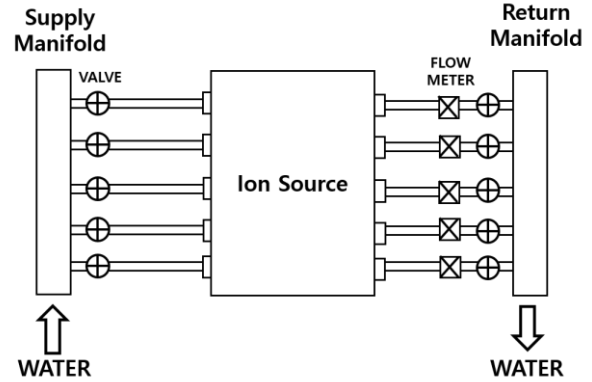 Supply
Manifold
Return
Manifold
VALVE
FLOW
METER
Ion Source
WATER
WATER